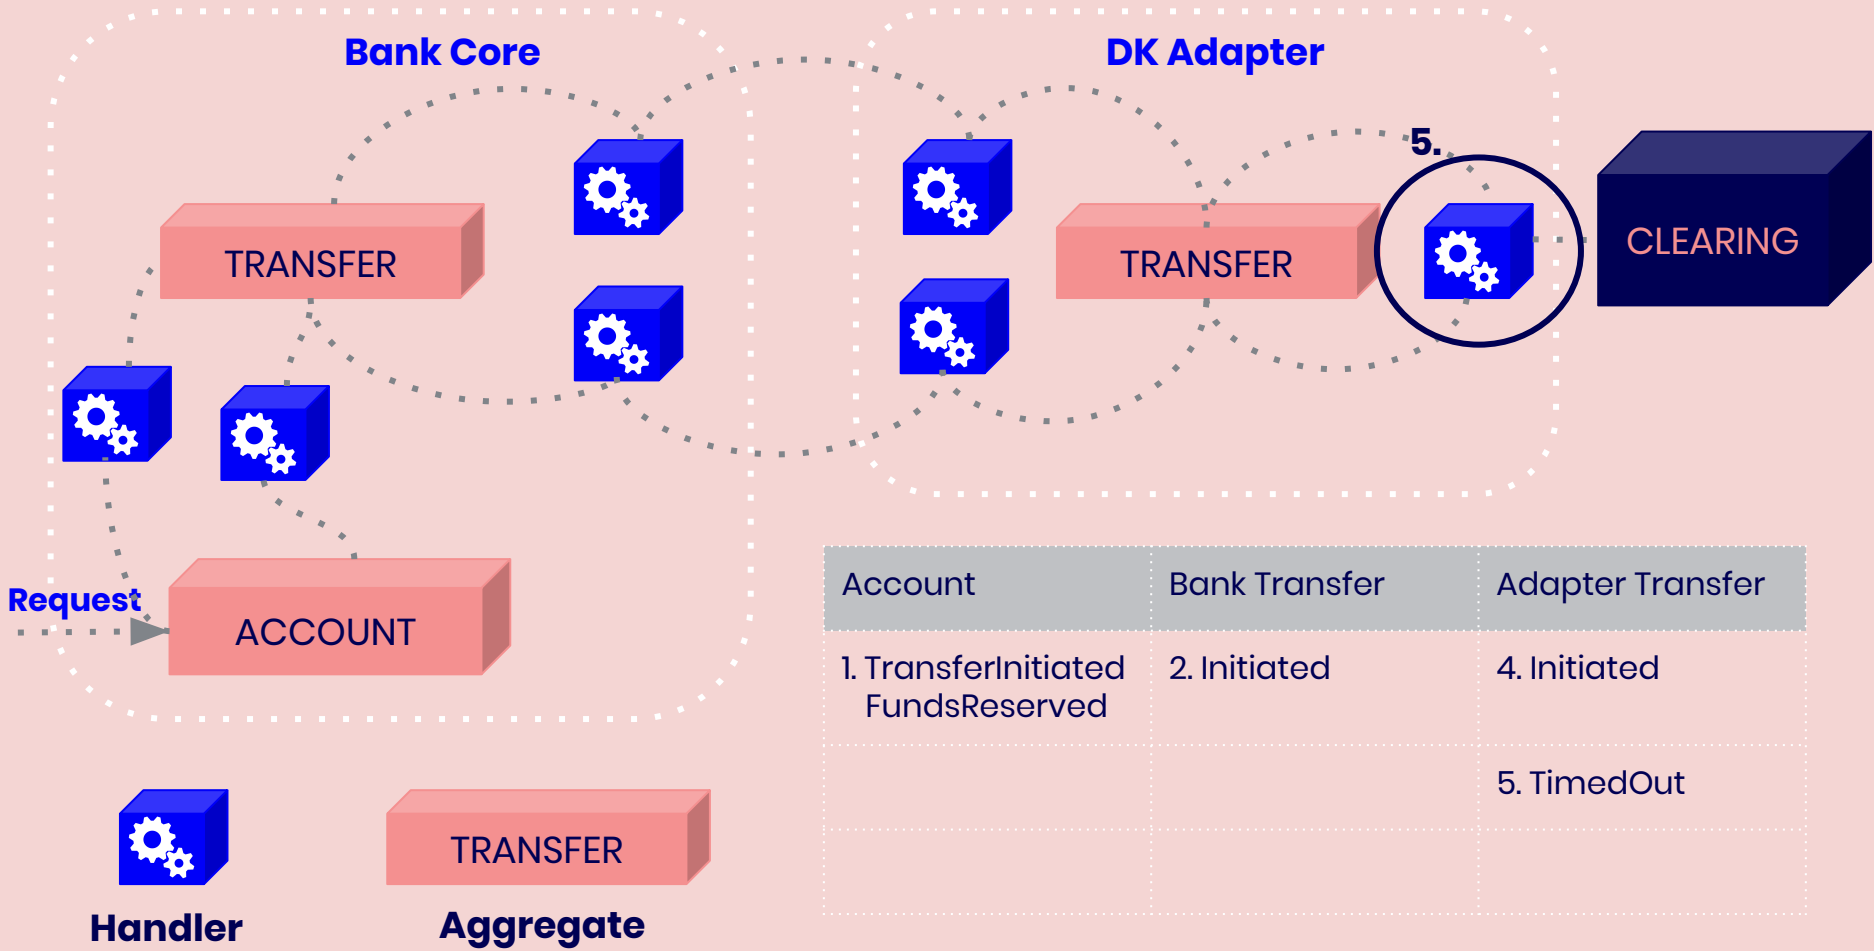 Bank Core
DK Adapter
5.
TRANSFER
TRANSFER
CLEARING
Request
ACCOUNT
Account
Bank Transfer
Adapter Transfer
1. TransferInitiated
FundsReserved
2. Initiated
4. Initiated
5. TimedOut
TRANSFER
Handler
Aggregate